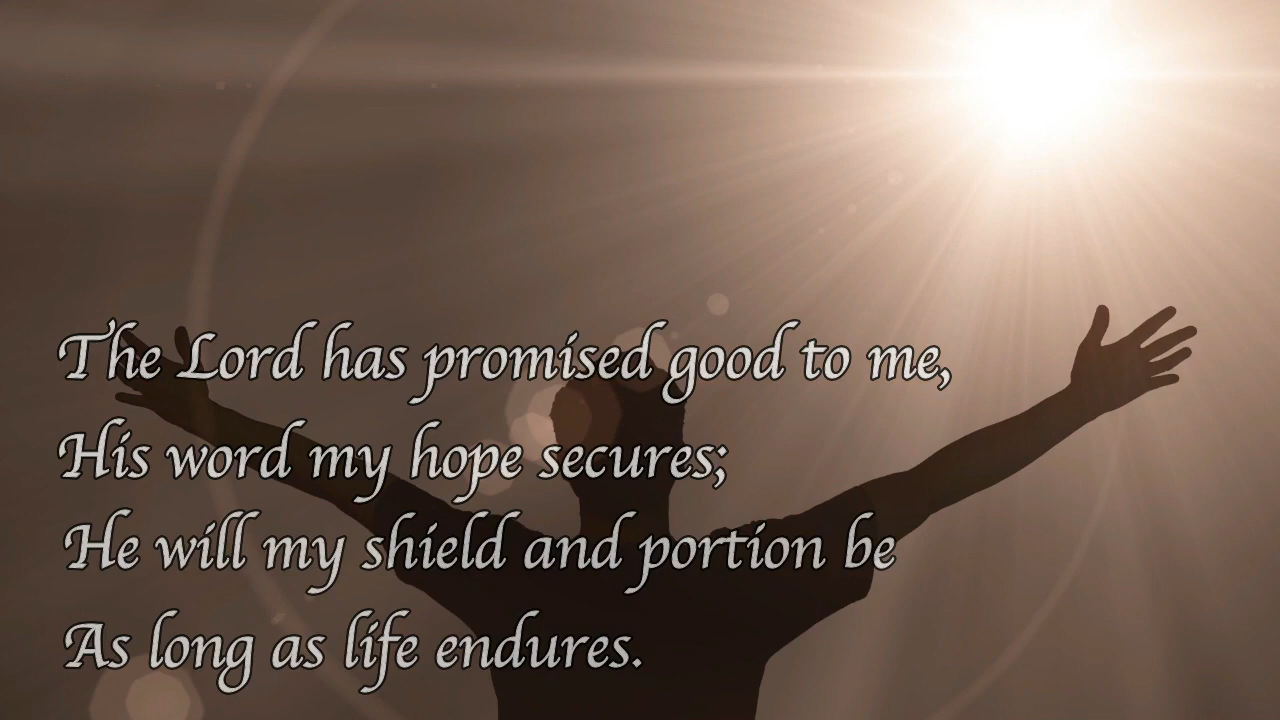 The Lord has promised good to me,
His word my hope secures;
He will my shield and portion be
As long as life endures.